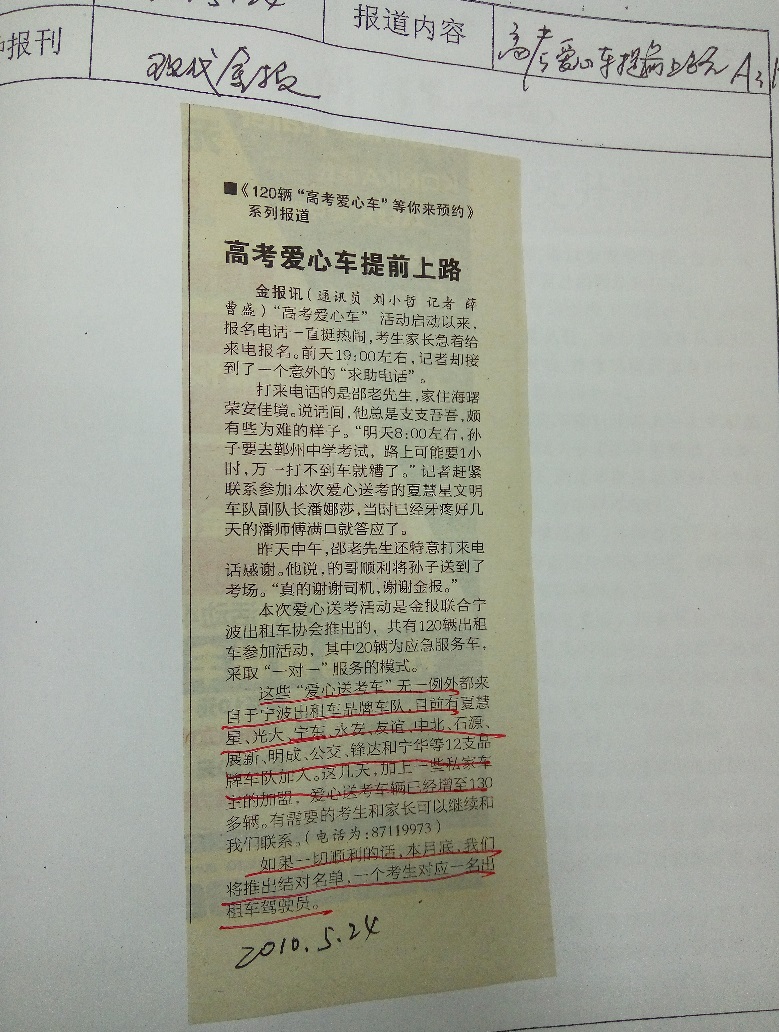 5.24
报道内容
报刊
现代金报
高考爱心车提前上路 A3
■《120辆“高考爱心车”等你来预约》
系列报道
高考爱心车提前上路
金报讯（通讯员 刘小哲 记者 薛
曾盛）“高考爱心车”活动启动以来，
报名电话一直挺热闹，考生家长急着给
来电报名。前天19:00左右，记者却接
到了一个意外的“求助电话”。
打来电话的是邵老先生，家住海曙
荣安佳境。说话间，他总是支支吾吾，颇
有些为难的样子。“明天8:00左右，孙
子要去鄞州中学考试，路上可能要1小
时，万一打不到车就糟了。”记者赶紧
联系参加本次爱心送考的夏慧星文明
车队副队长潘娜莎，当时已经牙疼好几
天的潘师傅满口就答应了。
昨天中午，邵老先生还特意打来电
话感谢。他说，的哥顺利将孙子送到了
考场。“真的谢谢司机，谢谢金报。”
本次爱心送考活动是金报联合宁
波出租车协会推出的，共有120辆出租
车参加活动，其中20辆为应急服务车，
采取“一对一”服务的模式。
这些“爱心送考车”无一例外都来
自于宁波出租车品牌车队，目前有夏慧
星、光大、宁东、永发、友谊、中北、石源、
展新、明成、公交、锋达和宁华等12支品
牌车队加入。这几天，加上一些私家车
主的加盟，爱心送考车辆已经增至130
多辆。有需要的考生和家长可以继续和
我们联系。（电话为:87119973）
如果一切顺利的话，本月底，我们
将推出结对名单，一个考生对应一名出
租车驾驶员。
2010.5.24